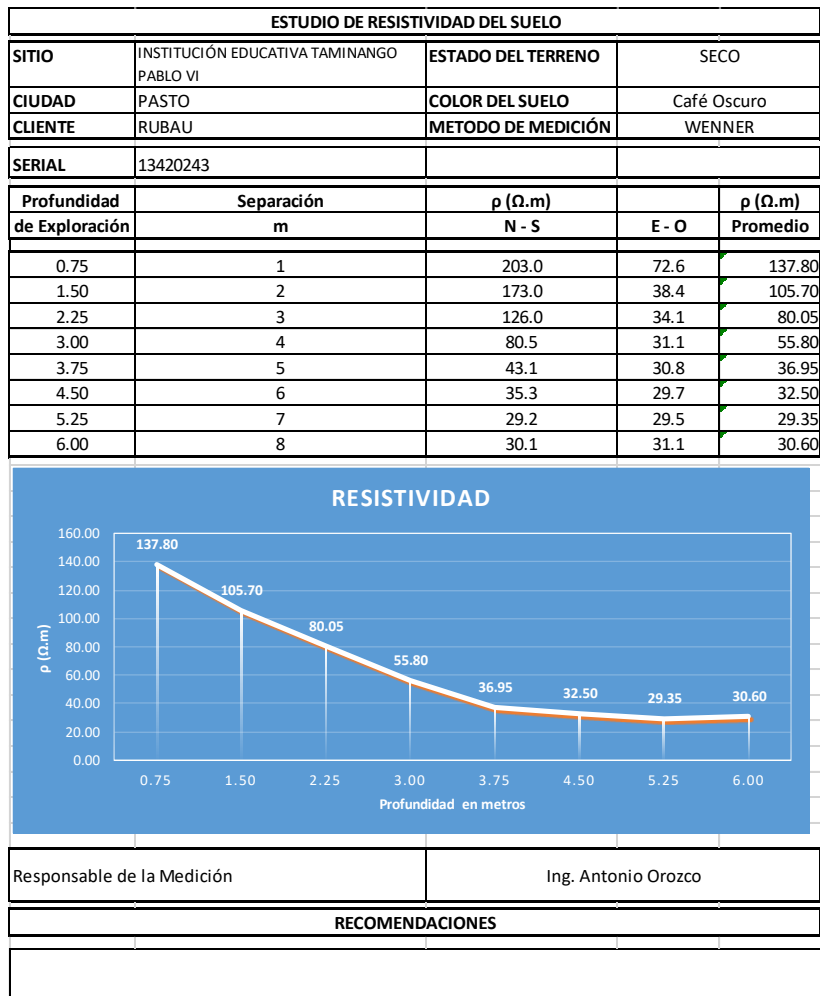 ESTUDIO DE RESISTIVIDAD DEL SUELO
SITIO INSTITUCIÓN EDUCATIVA TAMINANGO PABLO VI ESTADO DEL TERRENO SECO
CIUDAD PASTO COLOR DEL SUELO Café Oscuro
CLIENTE RUBAU METODO DE MEDICIÓN WENNER
SERIAL 13420243
Profundidad Separación ρ (Ω.m) ρ (Ω.m)
de Exploración m N - S E - O Promedio
0.75 1 203.0 72.6 137.80
1.50 2 173.0 38.4 105.70
2.25 3 126.0 34.1 80.05
3.00 4 80.5 31.1 55.80
3.75 5 43.1 30.8 36.95
4.50 6 35.3 29.7 32.50
5.25 7 29.2 29.5 29.35
6.00 8 30.1 31.1 30.60
RESISTIVIDAD
160.00
140.00
120.00
100.00
80.00
60.00
40.00
20.00
0.00
ρ (Ω.m)
137.80
105.70
80.05
55.80
36.95
32.50
29.35
30.60
0.75 1.50 2.25 3.00 3.75 4.50 5.25 6.00
Profundidad en metros
Responsable de la Medición Ing. Antonio Orozco
RECOMENDACIONES